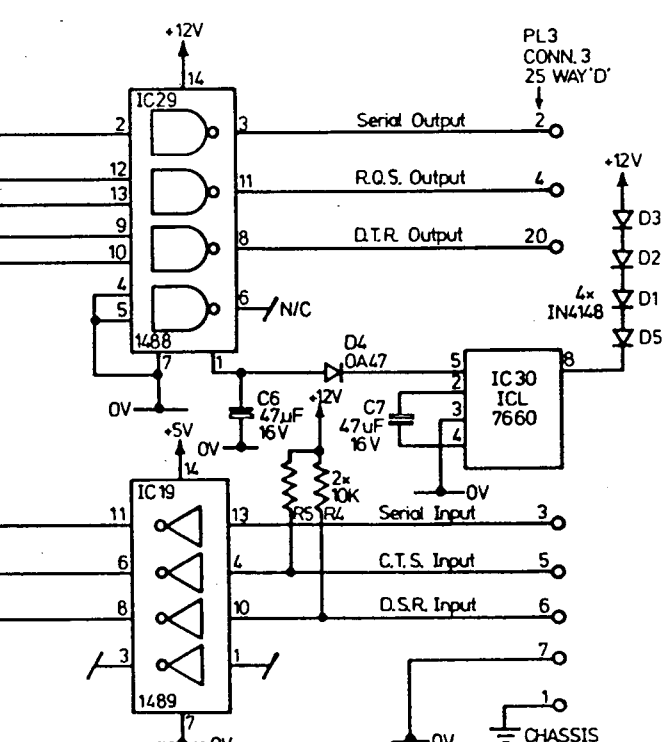 +12V
14
IC29
2
3
Serial Output
2
PL3
CONN. 3
25 WAY 'D'
12
13
11
R.Q.S. Output
4
9
10
8
D.T.R. Output
20
4
5
6
N/C
1488
7
1
0V
+12V
D3
D2
D1
D5
4x
IN4148
D4
OA47
C6
47µF
16V
0V
+12V
C7
47uF
16V
5
2
3
4
8
IC30
ICL
7660
0V
+5V
14
IC19
2x
10K
R5
R4
11
13
Serial Input
3
6
4
C.T.S. Input
5
8
10
D.S.R. Input
6
3
1
7
1489
7
0V
0V
1
CHASSIS